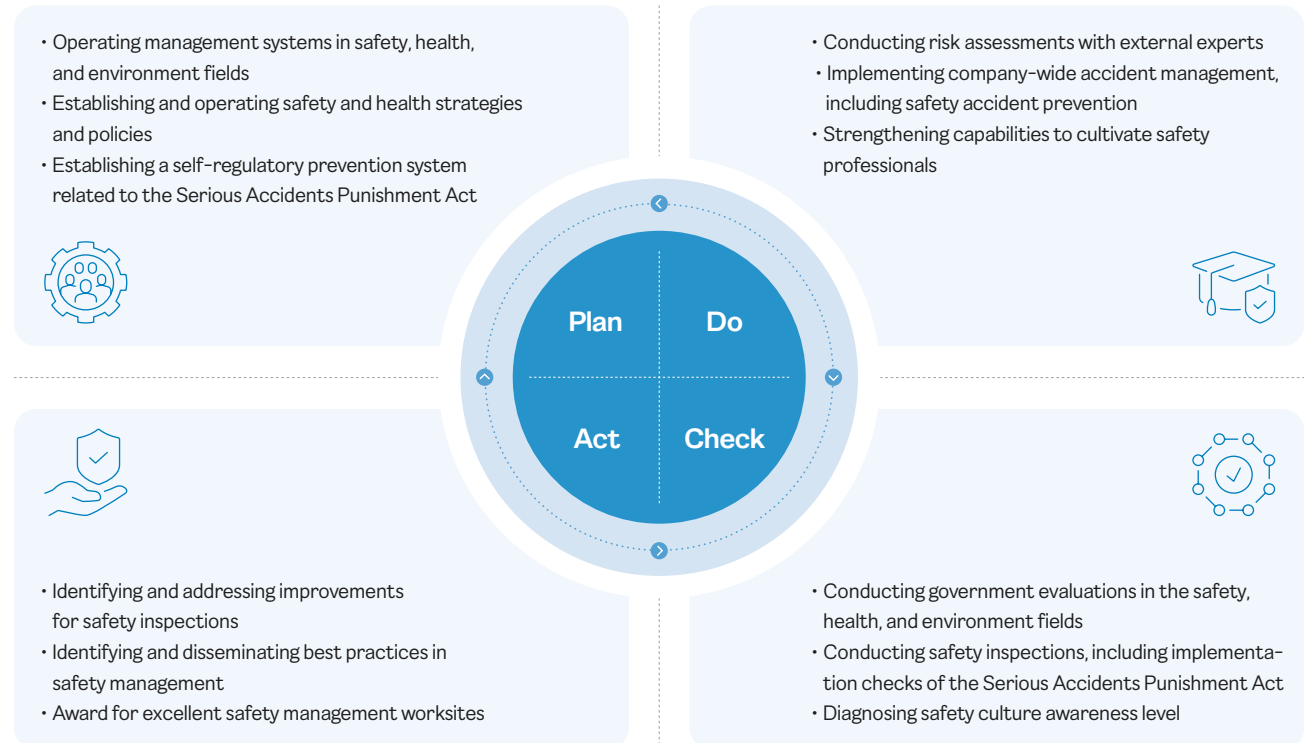 • Operating management systems in safety, health,
and environment fields
• Establishing and operating safety and health strategies
and policies
• Establishing a self-regulatory prevention system
related to the Serious Accidents Punishment Act
• Conducting risk assessments with external experts
• Implementing company-wide accident management,
including safety accident prevention
• Strengthening capabilities to cultivate safety
professionals
Plan
Do
Act
Check
• Identifying and addressing improvements
for safety inspections
• Identifying and disseminating best practices in
safety management
• Award for excellent safety management worksites
• Conducting government evaluations in the safety,
health, and environment fields
• Conducting safety inspections, including implementa-
tion checks of the Serious Accidents Punishment Act
• Diagnosing safety culture awareness level